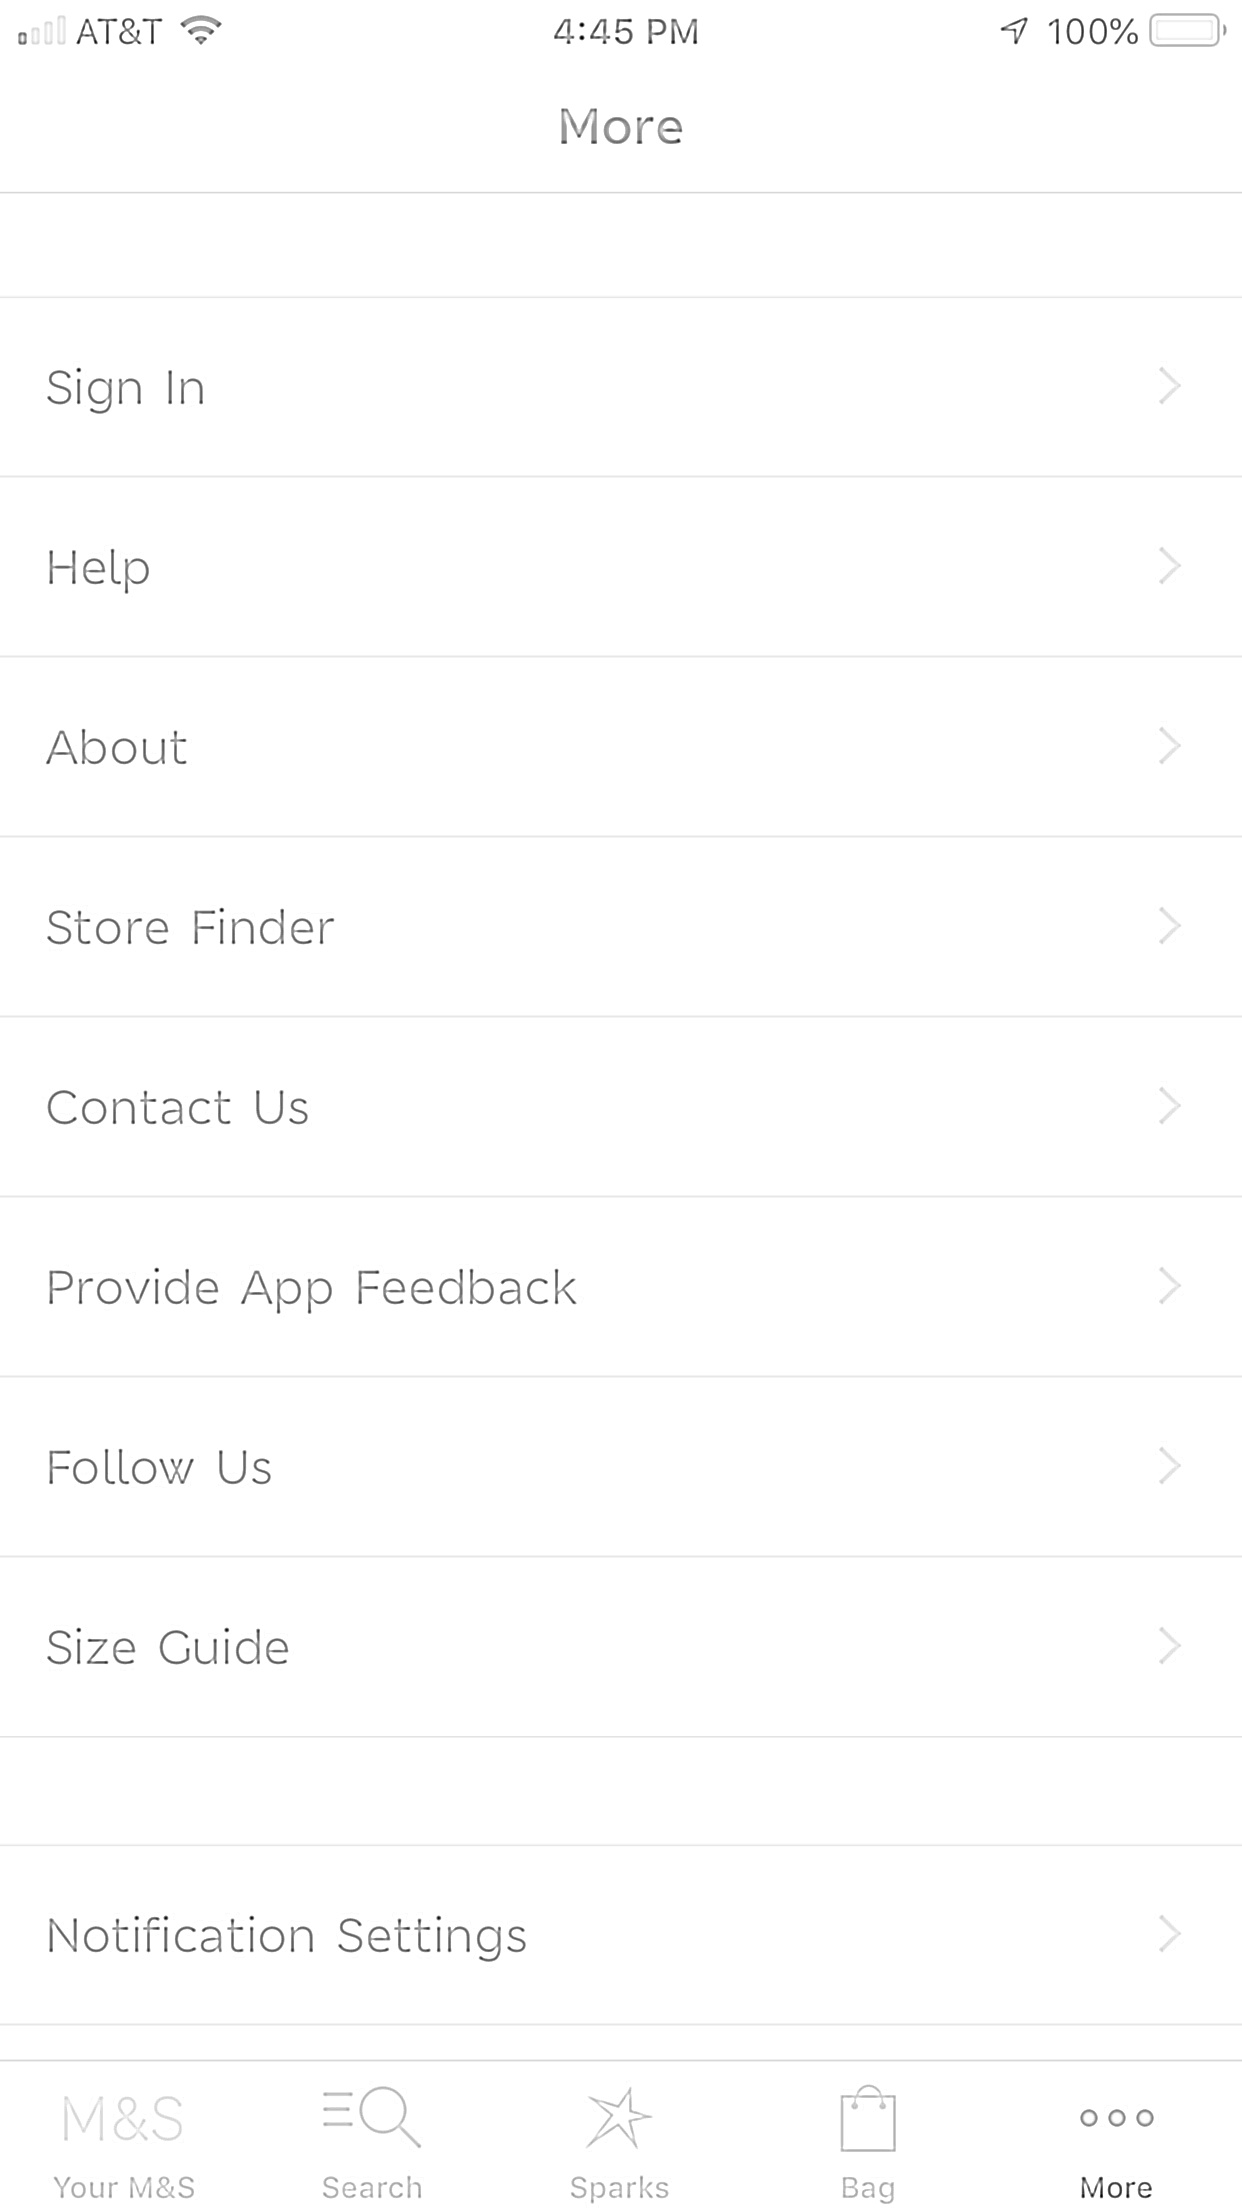 AT&T 4:45 PM 100%
More
Sign In
Help
About
Store Finder
Contact Us
Provide App Feedback
Follow Us
Size Guide
Notification Settings
M&S
Your M&S Search Sparks Bag More